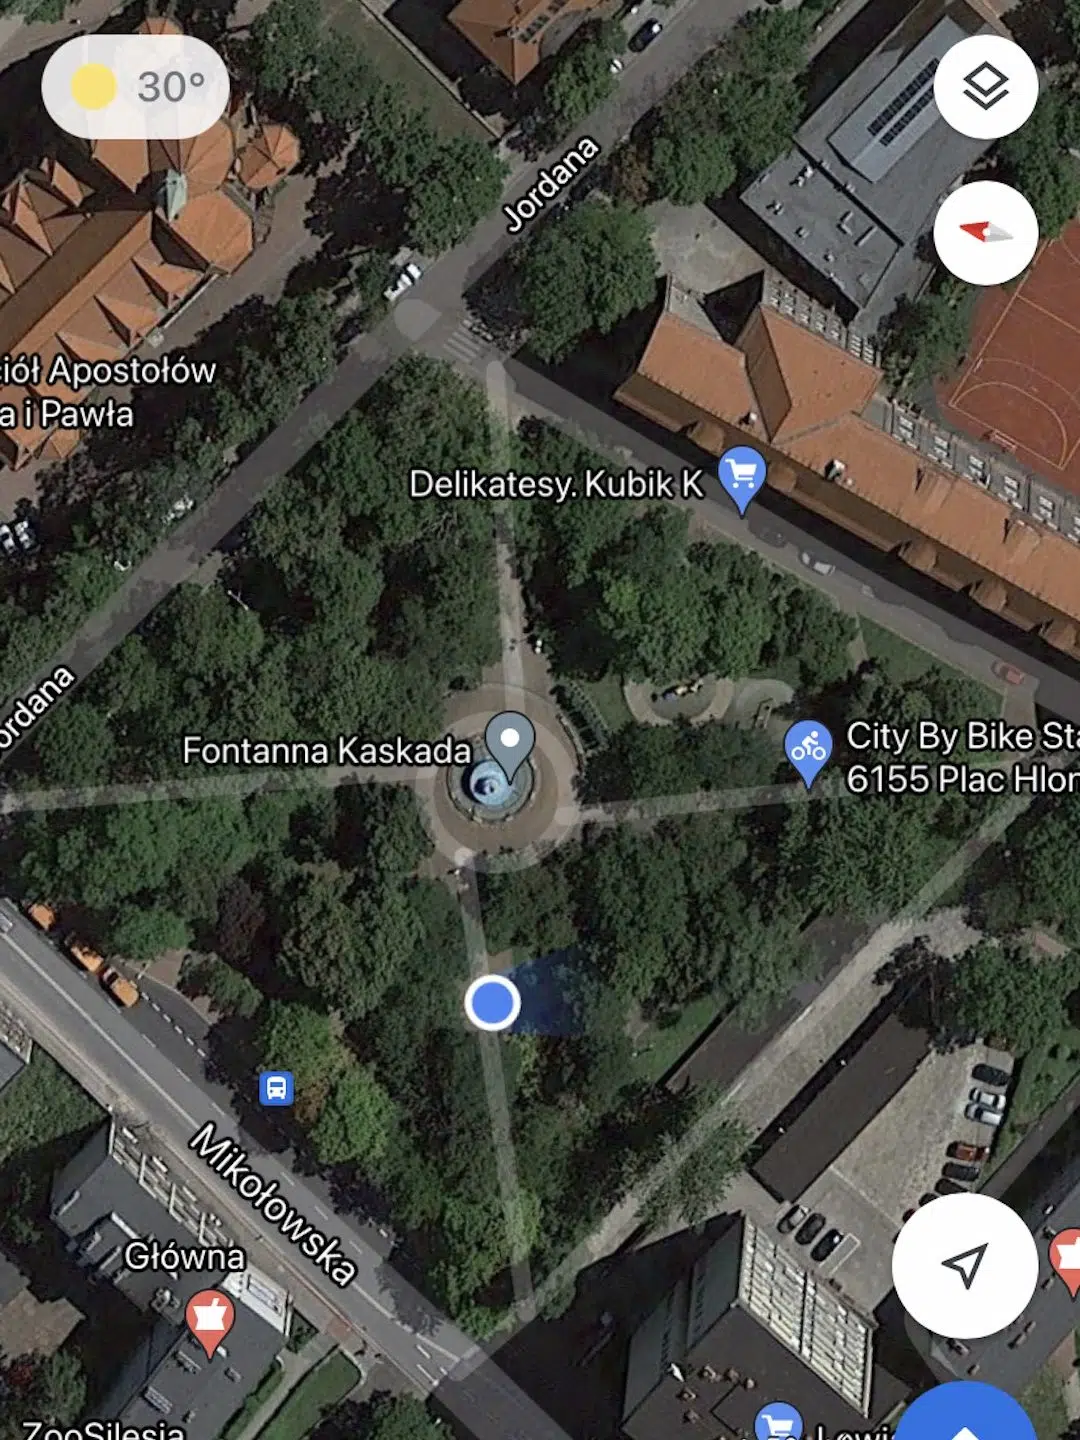 30°
Jordana
ciół Apostołów
a i Pawła
Delikatesy. Kubik K
Jordana
Fontanna Kaskada
City By Bike Sta
6155 Plac Hlon
Mikołowska
Główna
ZooSilesia